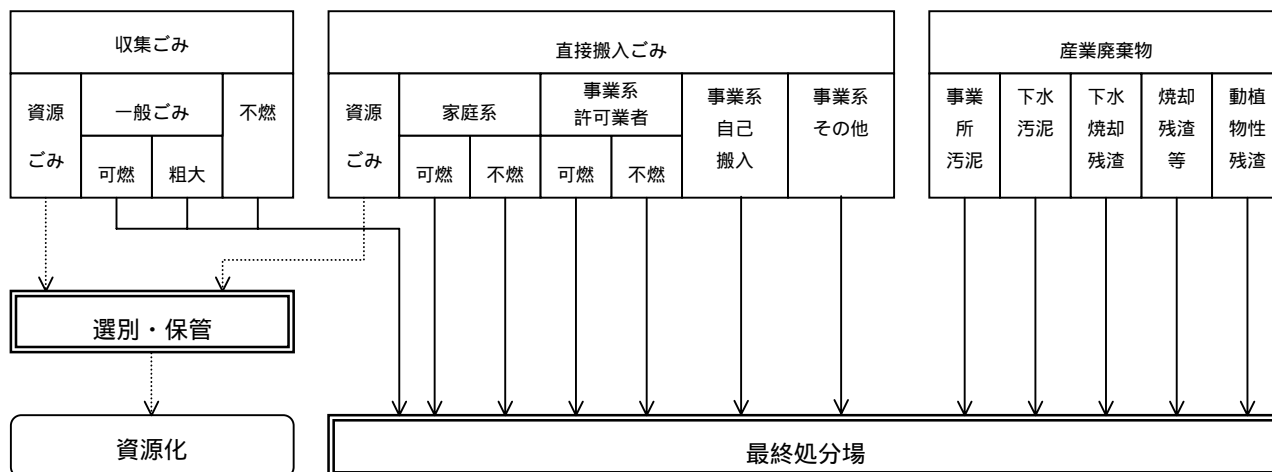 収集ごみ
資源
ごみ
一般ごみ
可燃
粗大
不燃
直接搬入ごみ
資源
ごみ
家庭系
可燃
不燃
事業系
許可業者
可燃
不燃
事業系
自己
搬入
事業系
その他
産業廃棄物
事業
所
汚泥
下水
汚泥
下水
焼却
残渣
焼却
残渣
等
動植
物性
残渣
選別・保管
資源化
最終処分場